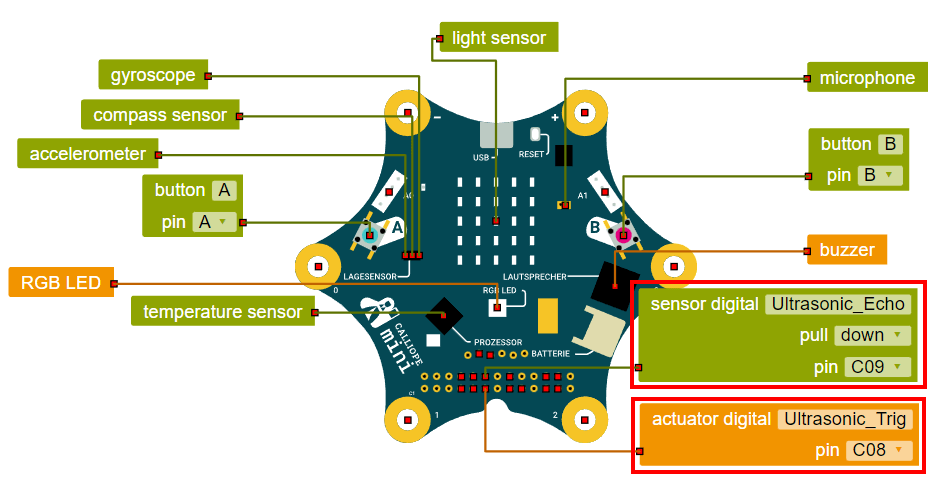 light sensor
gyroscope
microphone
compass sensor
accelerometer
− +
USB RESET
button A
pin A
button B
pin B
A0 A1
A B
buzzer
RGB LED
LAGESENSOR LAUTSPRECHER
RGB LED
0
temperature sensor
CALLIOPE
mini
PROZESSOR
BATTERIE
sensor digital Ultrasonic_Echo
pull down
pin C09
1 2
actuator digital Ultrasonic_Trig
pin C08